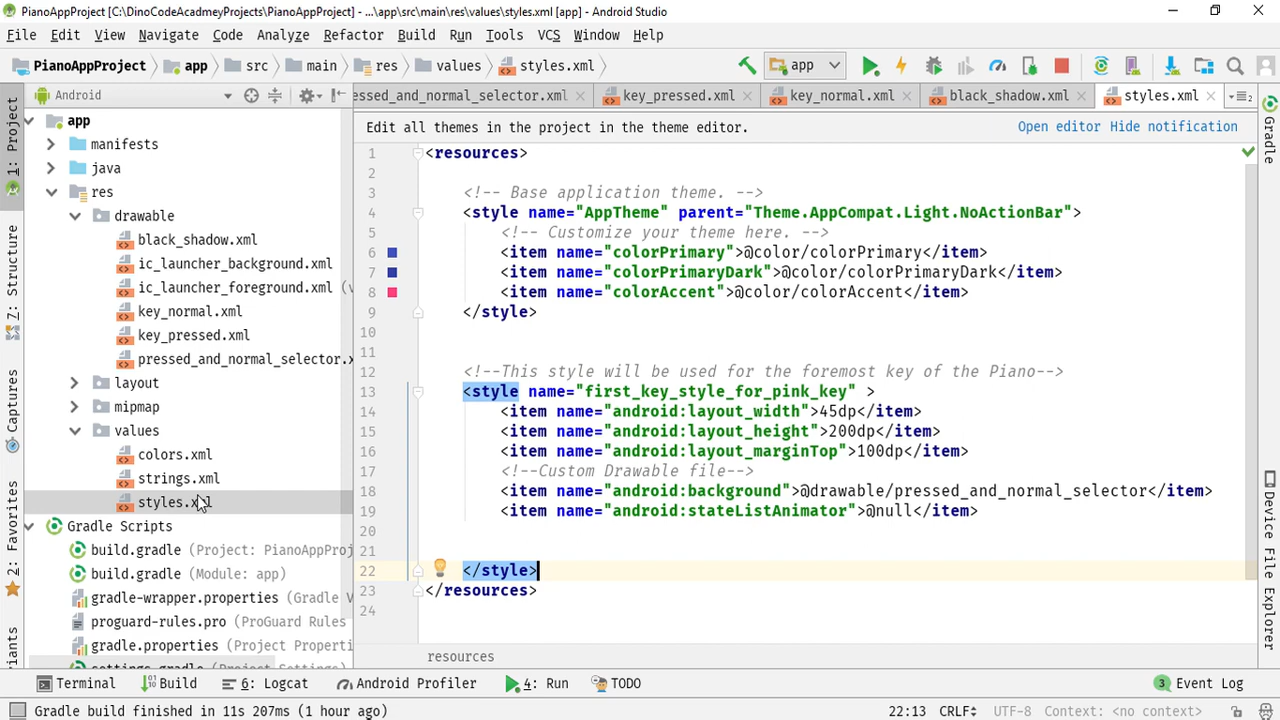 PianoAppProject [C:\DinoCodeAcadmeyProjects\PianoAppProject] - ...\app\src\main\res\values\styles.xml [app] - Android Studio
File Edit View Navigate Code Analyze Refactor Build Run Tools VCS Window Help
PianoAppProject app src main res values styles.xml app
Android
essed_and_normal_selector.xml key_pressed.xml key_normal.xml black_shadow.xml styles.xml
Edit all themes in the project in the theme editor. Open editor Hide notification
1: Project
Z: Structure
Captures
2: Favorites
riants
app
manifests
java
res
drawable
black_shadow.xml
ic_launcher_background.xml
ic_launcher_foreground.xml (v
key_normal.xml
key_pressed.xml
pressed_and_normal_selector.x
layout
mipmap
values
colors.xml
strings.xml
styles.xml
Gradle Scripts
build.gradle (Project: PianoAppProj
build.gradle (Module: app)
gradle-wrapper.properties (Gradle V
proguard-rules.pro (ProGuard Rules
gradle.properties (Project Properti
settings.gradle (Project Settings)
1 <resources>
2
3 <!-- Base application theme. -->
4 <style name="AppTheme" parent="Theme.AppCompat.Light.NoActionBar">
5 <!-- Customize your theme here. -->
6 <item name="colorPrimary">@color/colorPrimary</item>
7 <item name="colorPrimaryDark">@color/colorPrimaryDark</item>
8 <item name="colorAccent">@color/colorAccent</item>
9 </style>
10
11
12 <!--This style will be used for the foremost key of the Piano-->
13 <style name="first_key_style_for_pink_key" >
14 <item name="android:layout_width">45dp</item>
15 <item name="android:layout_height">200dp</item>
16 <item name="android:layout_marginTop">100dp</item>
17 <!--Custom Drawable file-->
18 <item name="android:background">@drawable/pressed_and_normal_selector</item>
19 <item name="android:stateListAnimator">@null</item>
20
21
22 </style>
23 </resources>
24
resources
Gradle
Device File Explorer
Terminal Build 6: Logcat Android Profiler 4: Run TODO 3 Event Log
Gradle build finished in 11s 207ms (1 hour ago) 22:13 CRLF UTF-8 Context: <no context>